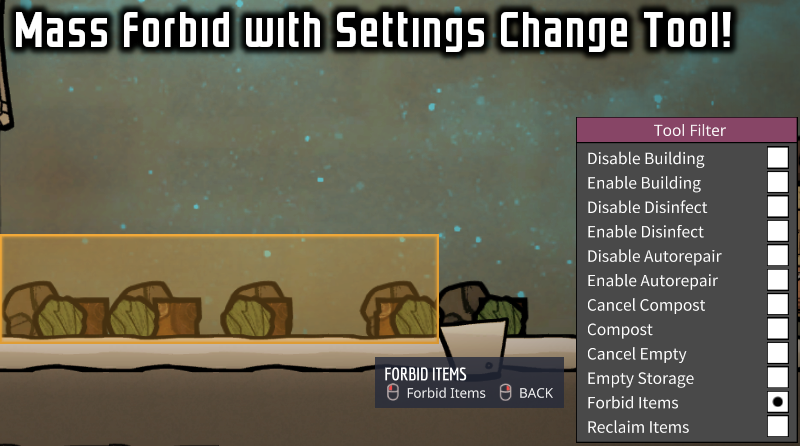 Mass Forbid with Settings Change Tool!
Tool Filter
Disable Building
Enable Building
Disable Disinfect
Enable Disinfect
Disable Autorepair
Enable Autorepair
Cancel Compost
Compost
Cancel Empty
Empty Storage
Forbid Items
Reclaim Items
FORBID ITEMS
Forbid Items BACK